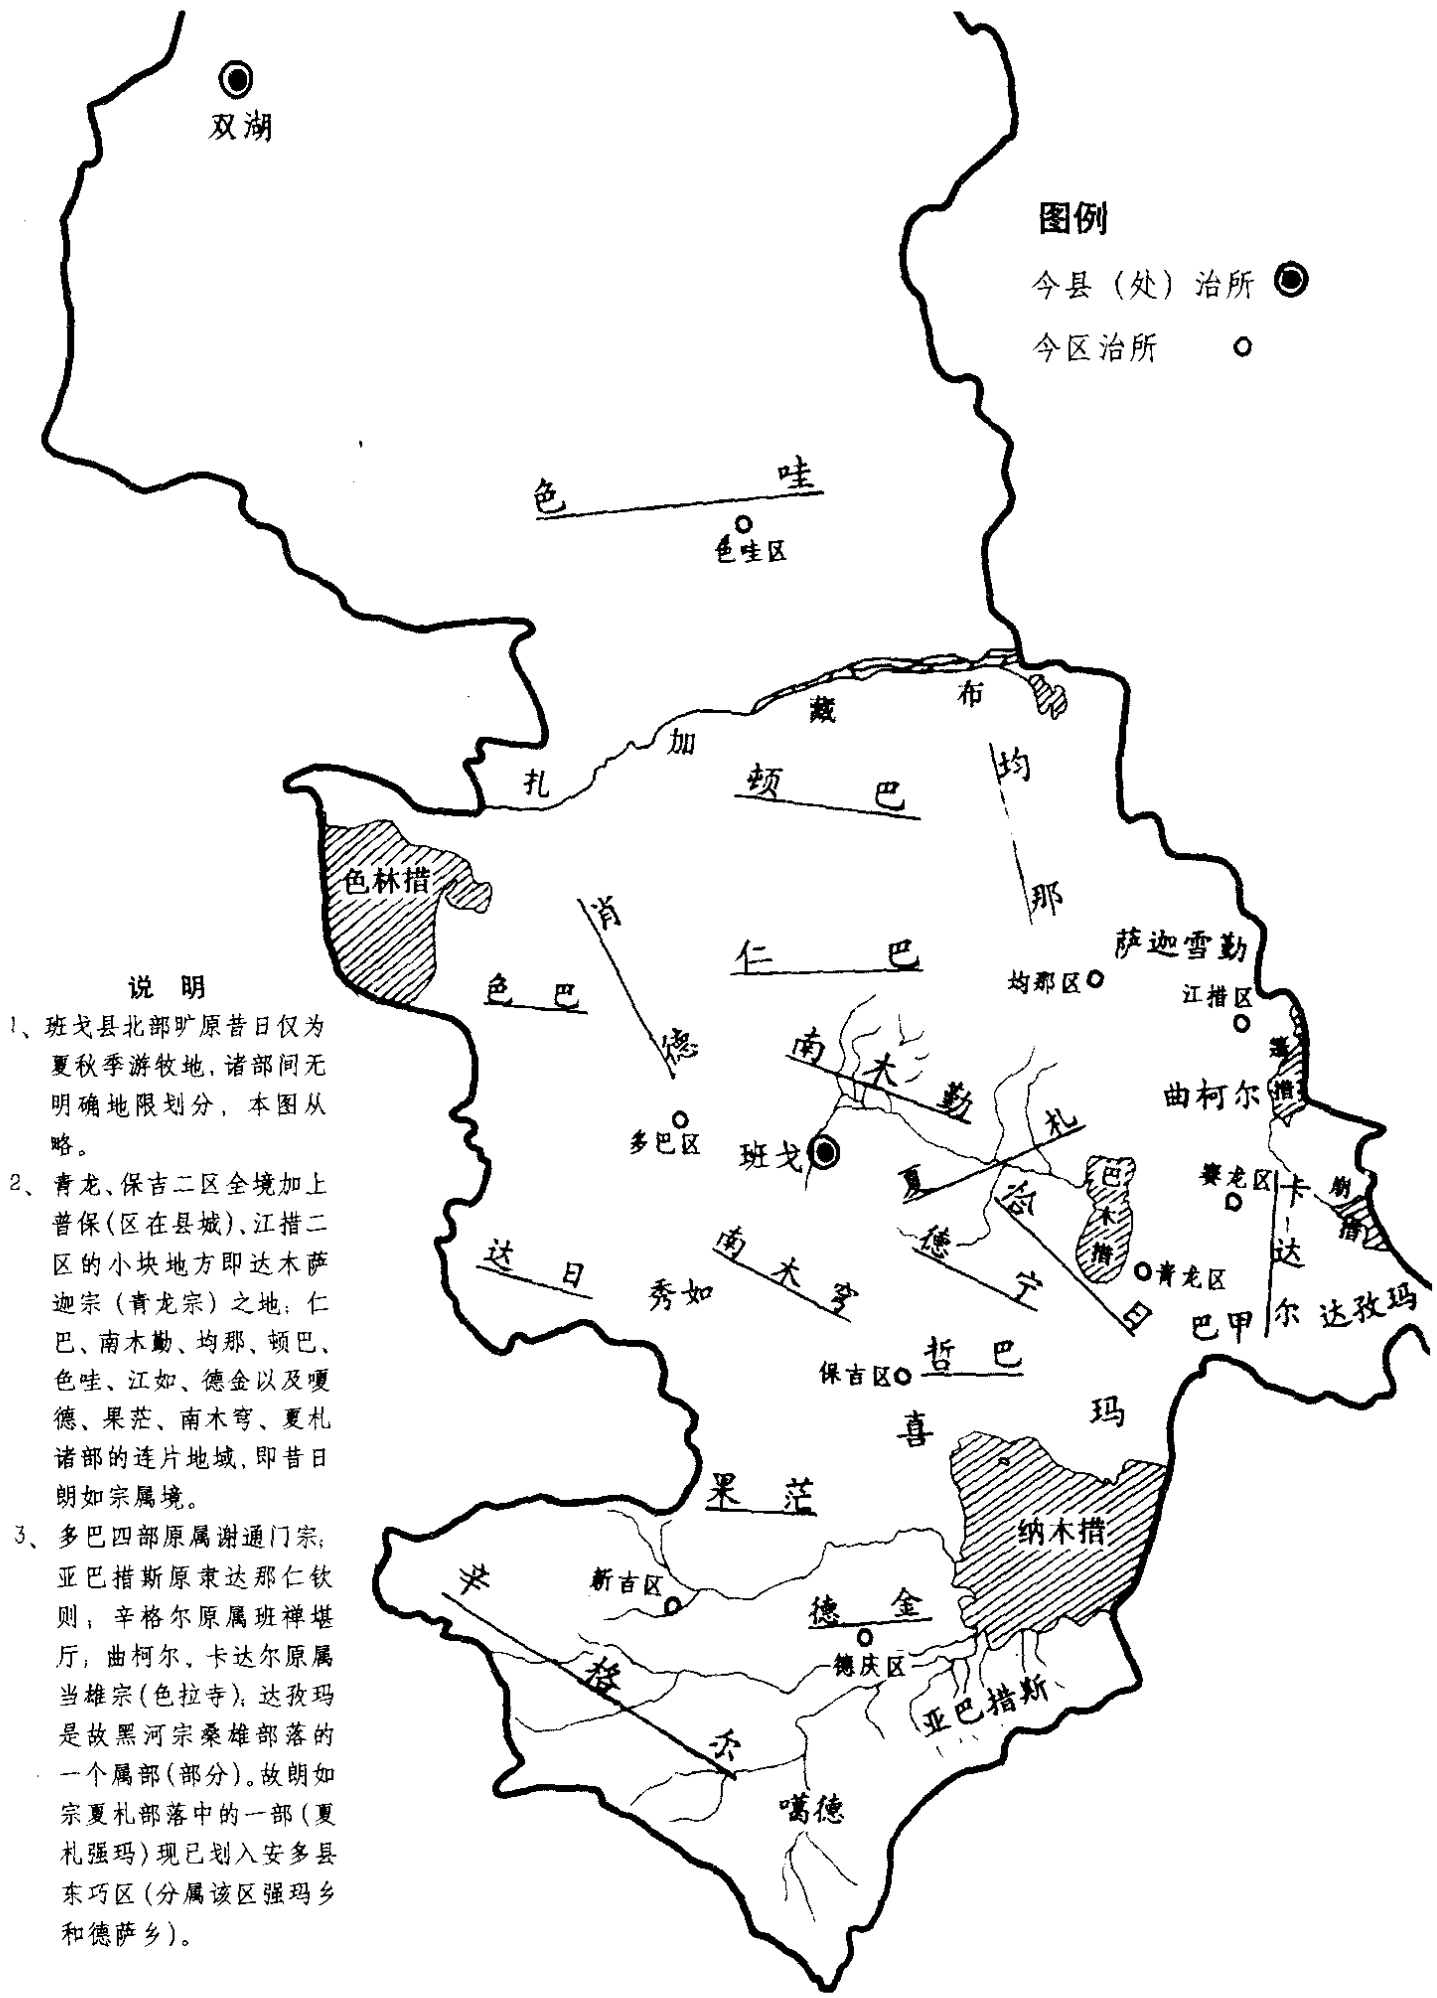 双湖
图例
今县（处）治所
今区治所
色哇
色哇区
扎加藏布
顿巴
均那
色林措
肖德
仁巴
色巴
萨迦雪勤
均那区
江措区
南木勤
曲柯尔
措
多巴区
班戈
夏札
巴木措
恰日
赛龙区
卡达尔
措
达日
秀如
南木穹
德宁
青龙区
巴甲
达孜玛
保吉区
哲巴
喜玛
果茫
纳木措
辛格尔
新吉区
德金
德庆区
亚巴措斯
噶德
说明
1、班戈县北部旷原昔日仅为
夏秋季游牧地，诸部间无
明确地限划分，本图从
略。
2、青龙、保吉二区全境加上
普保(区在县城)、江措二
区的小块地方即达木萨
迦宗（青龙宗）之地；仁
巴、南木勤、均那、顿巴、
色哇、江如、德金以及嘎
德、果茫、南木穹、夏札
诸部的连片地域，即昔日
朗如宗属境。
3、多巴四部原属谢通门宗；
亚巴措斯原隶达那仁钦
则；辛格尔原属班禅堪
厅；曲柯尔、卡达尔原属
当雄宗(色拉寺)；达孜玛
是故黑河宗桑雄部落的
一个属部(部分)。故朗如
宗夏札部落中的一部(夏
札强玛)现已划入安多县
东巧区(分属该区强玛乡
和德萨乡)。